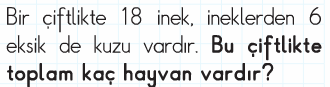 Bir çiftlikte 18 inek, ineklerden 6
eksik de kuzu vardır. Bu çiftlikte
toplam kaç hayvan vardır?